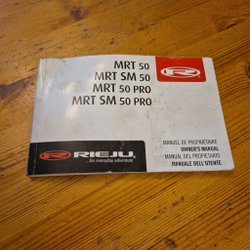 MRT 50
MRT SM 50
MRT 50 PRO
MRT SM 50 PRO
MANUEL DE PROPRIÉTAIRE
OWNER'S MANUAL
MANUAL DEL PROPIETARIO
MANUALE DELL'UTENTE
RIEJU
...for everyday adventure